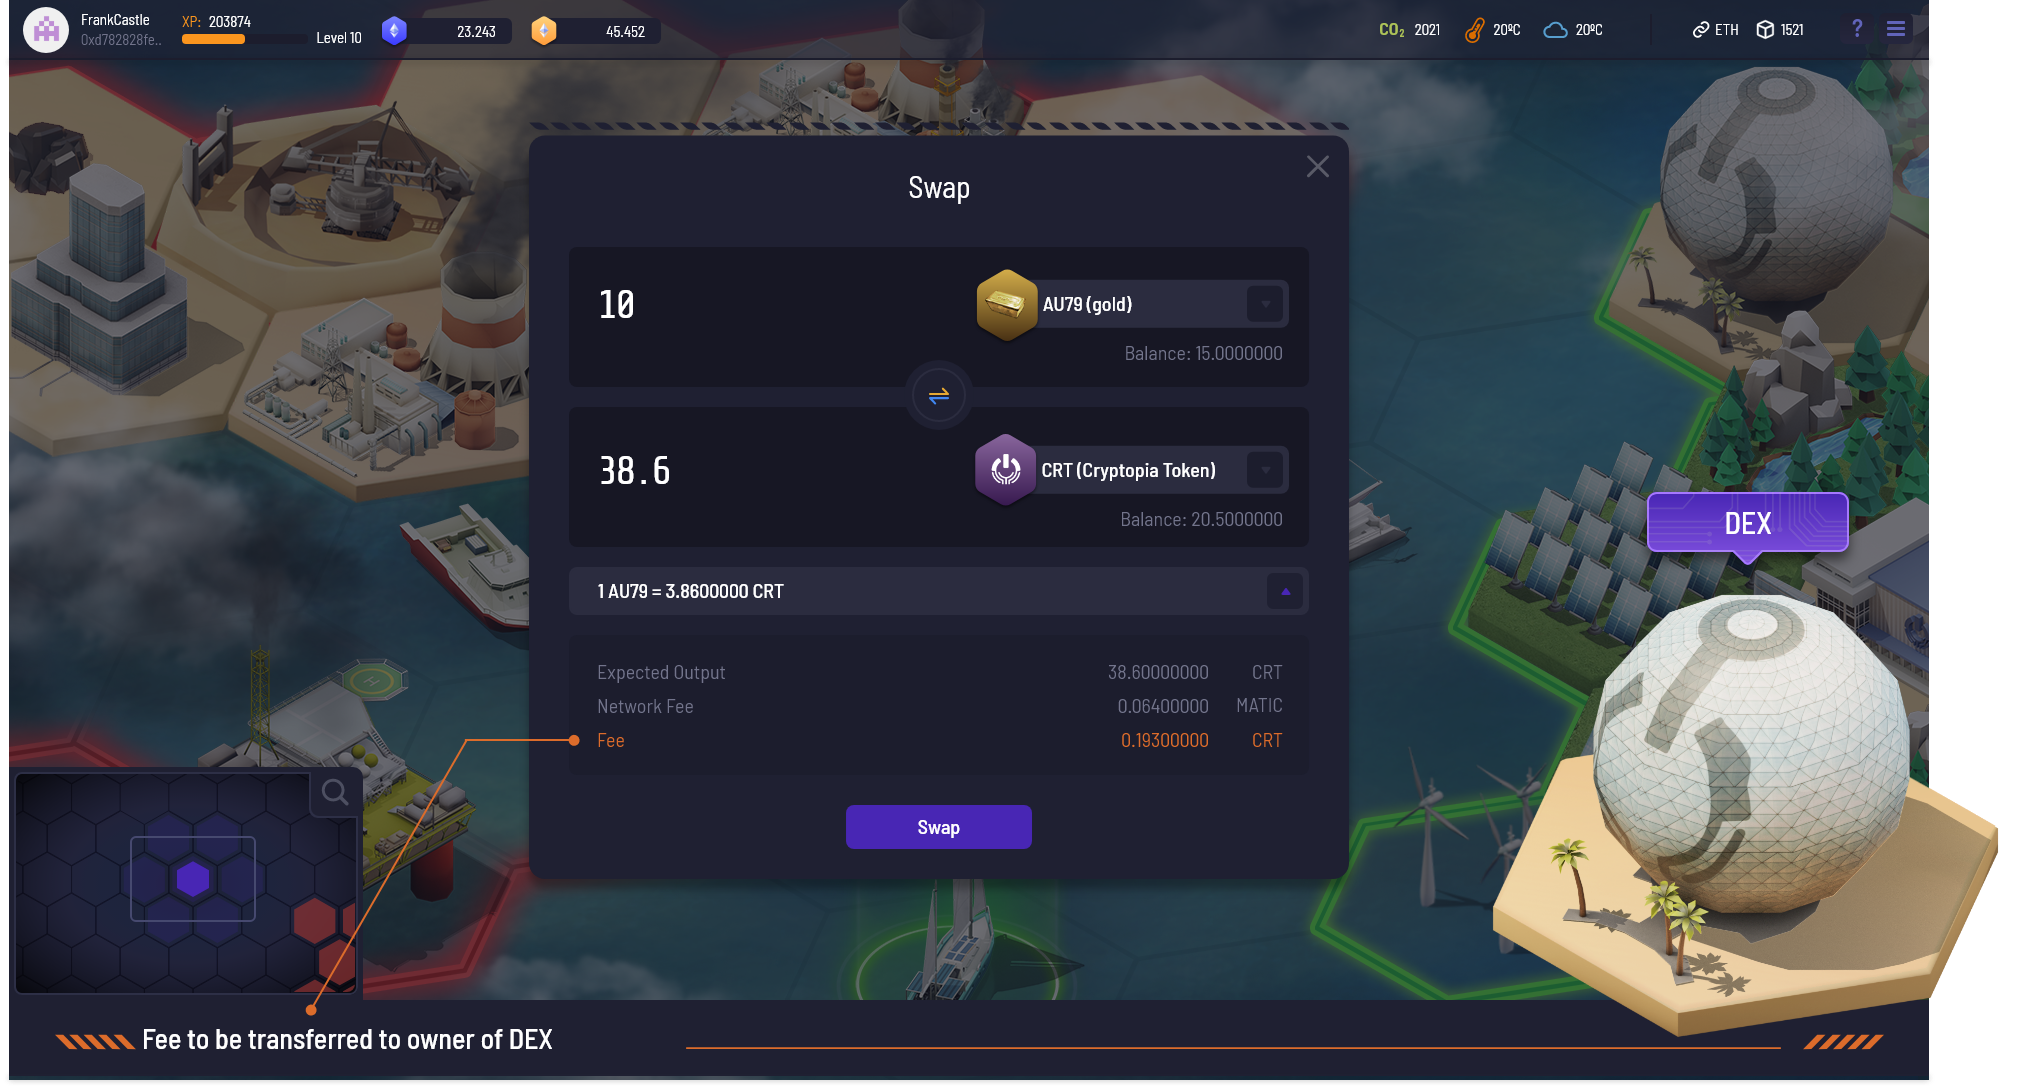 FrankCastle
0xd782828fe..
XP: 203874
Level 10
23.243
45.452
CO₂ 2021
20ºC
20ºC
ETH
1521
?
Swap
10
AU79 (gold)
Balance: 15.0000000
38.6
CRT (Cryptopia Token)
Balance: 20.5000000
1 AU79 = 3.8600000 CRT
Expected Output 38.60000000 CRT
Network Fee 0.06400000 MATIC
Fee 0.19300000 CRT
Swap
DEX
H
Fee to be transferred to owner of DEX